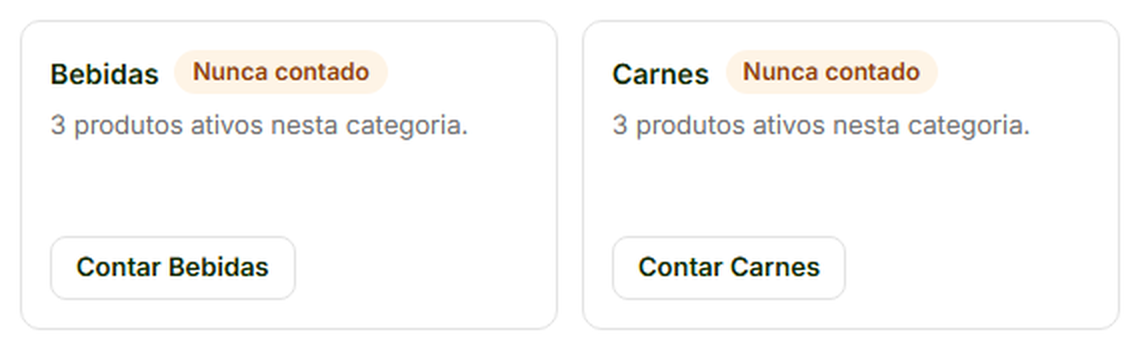 Bebidas Nunca contado
3 produtos ativos nesta categoria.
Contar Bebidas
Carnes Nunca contado
3 produtos ativos nesta categoria.
Contar Carnes